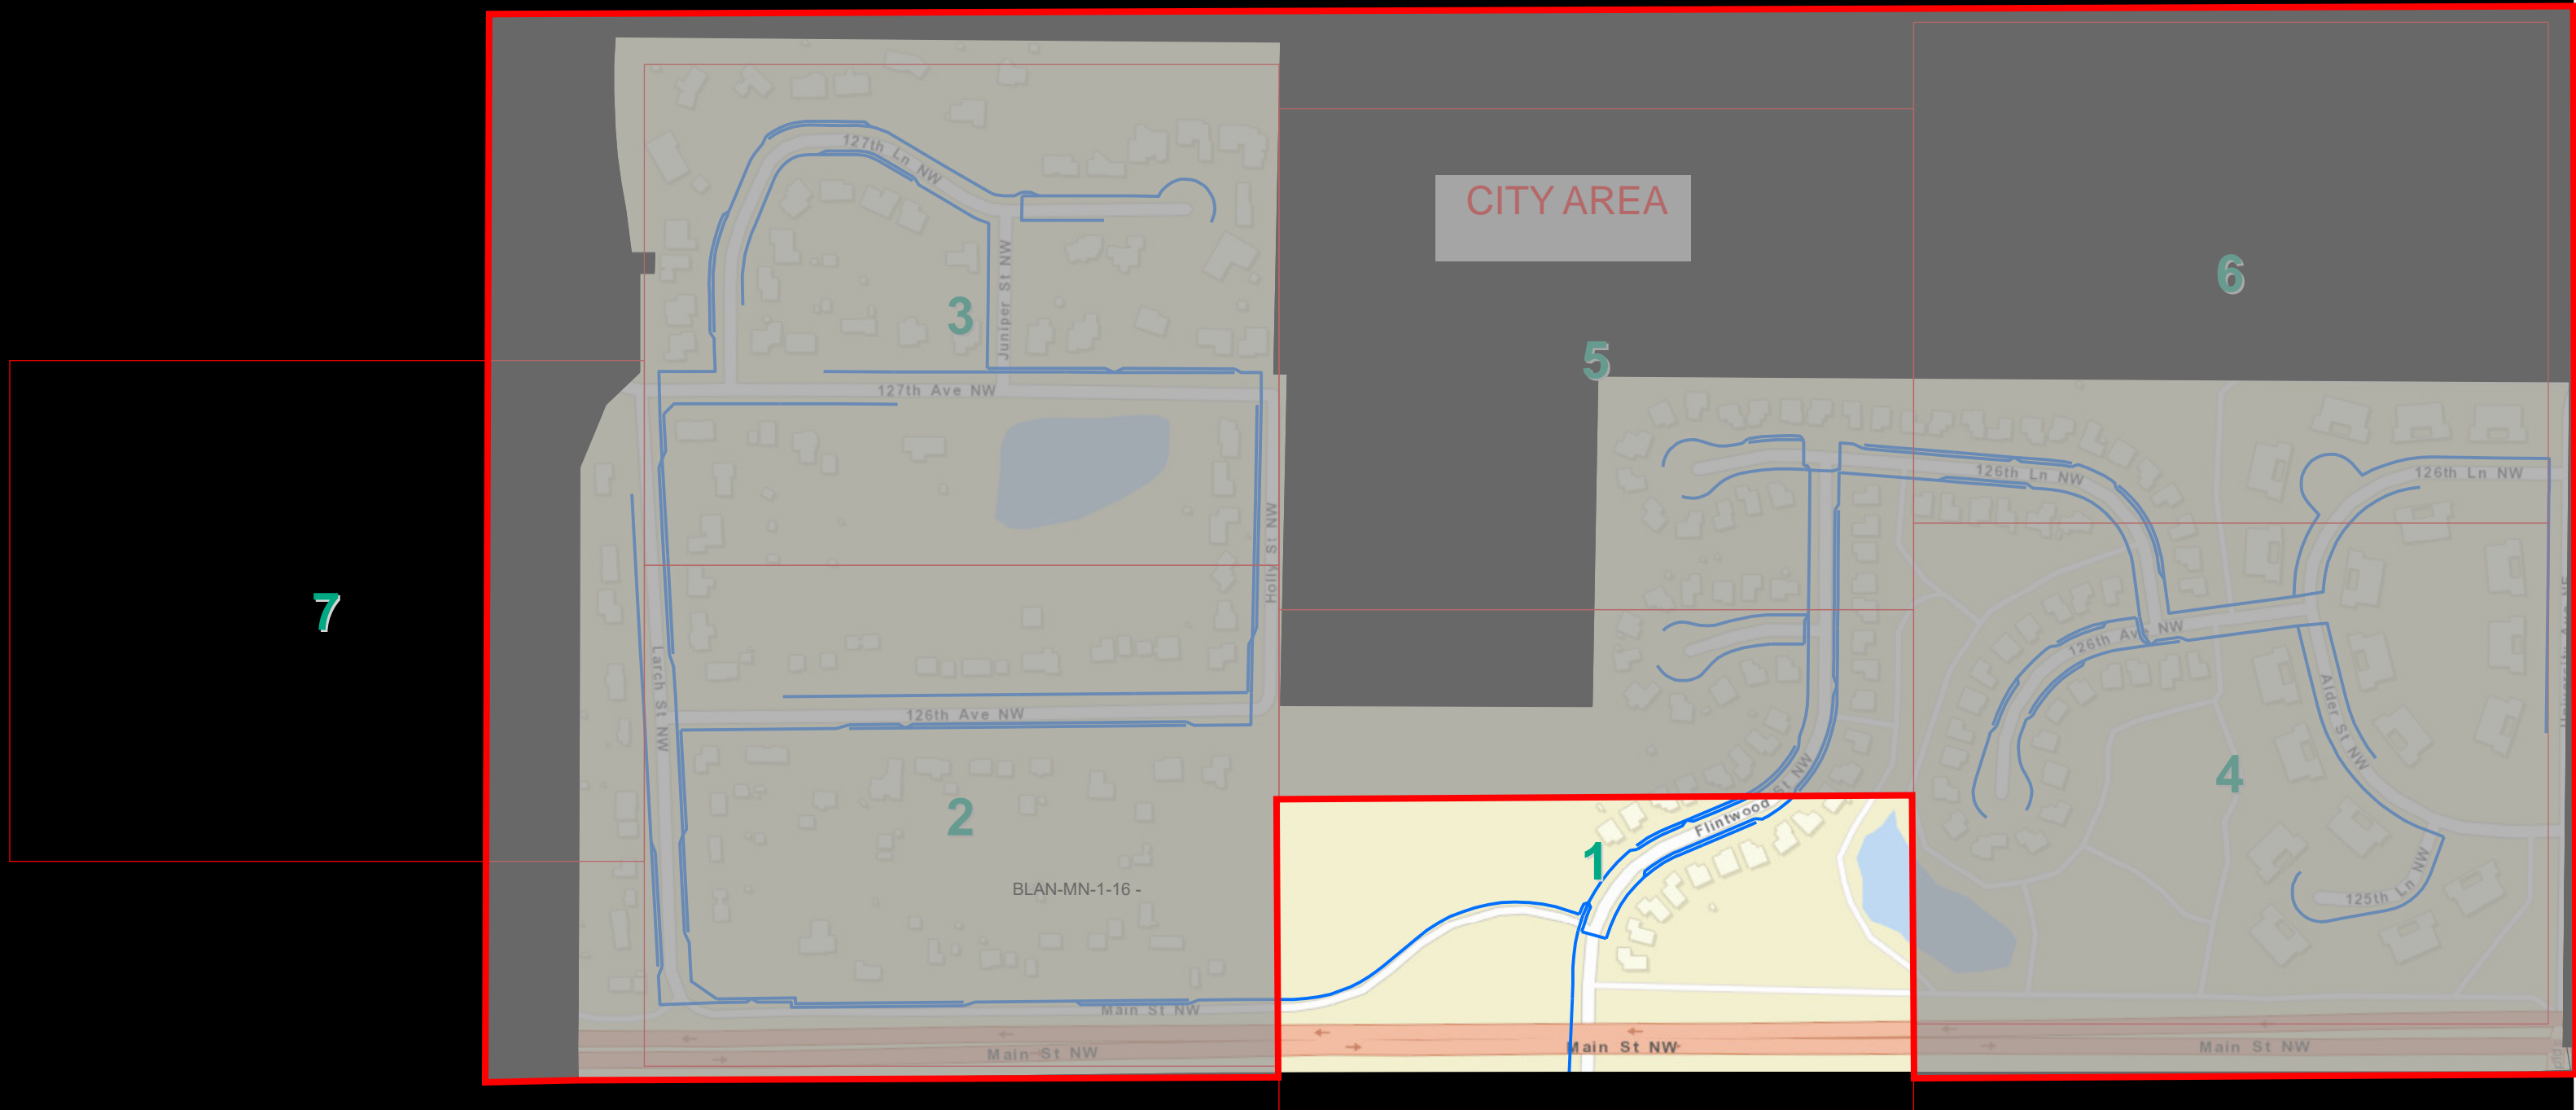 127th Ln NW
CITY AREA
6
3
Juniper St NW
5
127th Ave NW
126th Ln NW
126th Ln NW
Holly St NW
7
126th Ave NW
Larch St NW
126th Ave NW
Alder St NW
4
2
Flintwood St NW
1
BLAN-MN-1-16 -
125th Ln NW
Main St NW
Main St NW
Main St NW
Main St NW